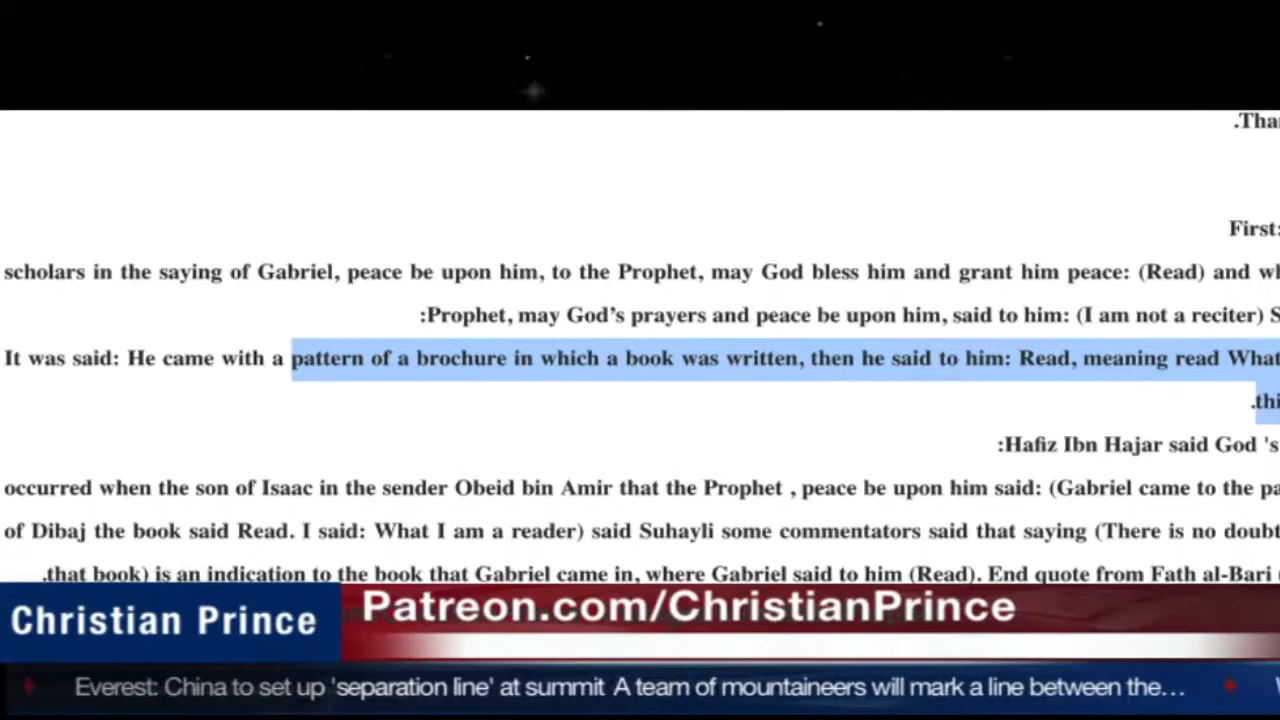 .Tha
First:
scholars in the saying of Gabriel, peace be upon him, to the Prophet, may God bless him and grant him peace: (Read) and wh
:Prophet, may God's prayers and peace be upon him, said to him: (I am not a reciter) S
It was said: He came with a pattern of a brochure in which a book was written, then he said to him: Read, meaning read What
.thi
:Hafiz Ibn Hajar said God 's
occurred when the son of Isaac in the sender Obeid bin Amir that the Prophet , peace be upon him said: (Gabriel came to the pa
of Dibaj the book said Read. I said: What I am a reader) said Suhayli some commentators said that saying (There is no doubt
.that book) is an indication to the book that Gabriel came in, where Gabriel said to him (Read). End quote from Fath al-Bari
Christian Prince
Patreon.com/ChristianPrince
Everest: China to set up 'separation line' at summit A team of mountaineers will mark a line between the...